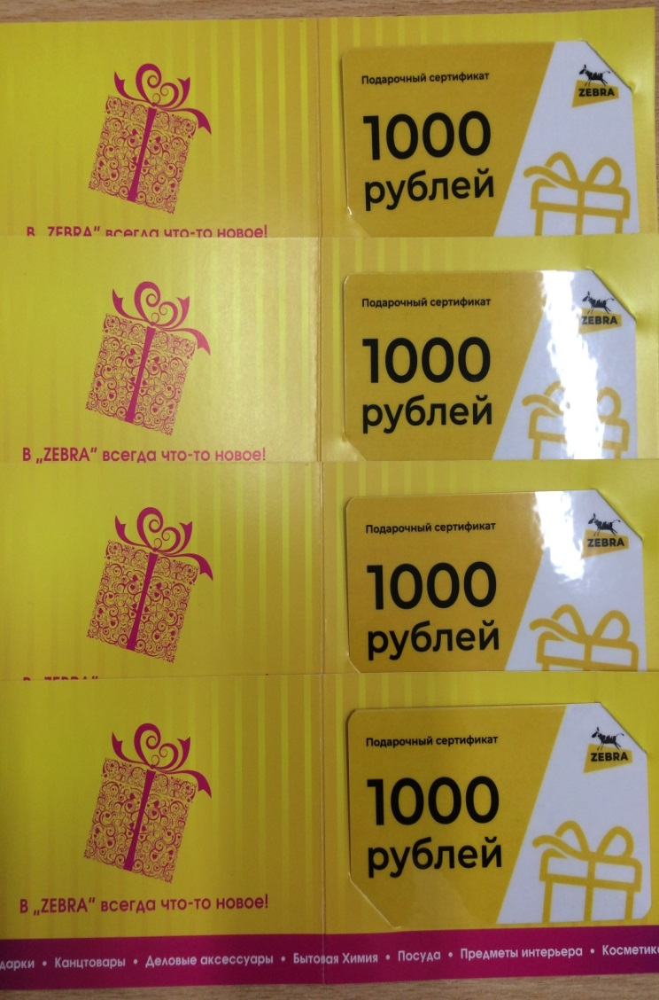 Подарочный сертификат
ZEBRA
1000
рублей
В „ZEBRA“ всегда что-то новое!
Подарочный сертификат
ZEBRA
1000
рублей
В „ZEBRA“ всегда что-то новое!
Подарочный сертификат
ZEBRA
1000
рублей
В „ZEBRA“
Подарочный сертификат
ZEBRA
1000
рублей
В „ZEBRA“ всегда что-то новое!
дарки • Канцтовары • Деловые аксессуары • Бытовая Химия • Посуда • Предметы интерьера • Косметик